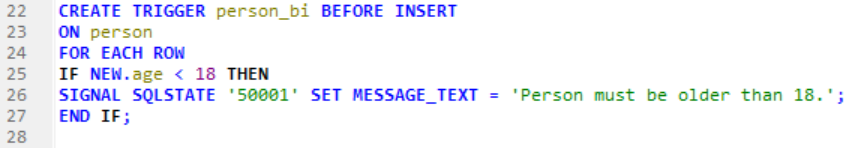 22 CREATE TRIGGER person_bi BEFORE INSERT
23 ON person
24 FOR EACH ROW
25 IF NEW.age < 18 THEN
26 SIGNAL SQLSTATE '50001' SET MESSAGE_TEXT = 'Person must be older than 18.';
27 END IF;
28